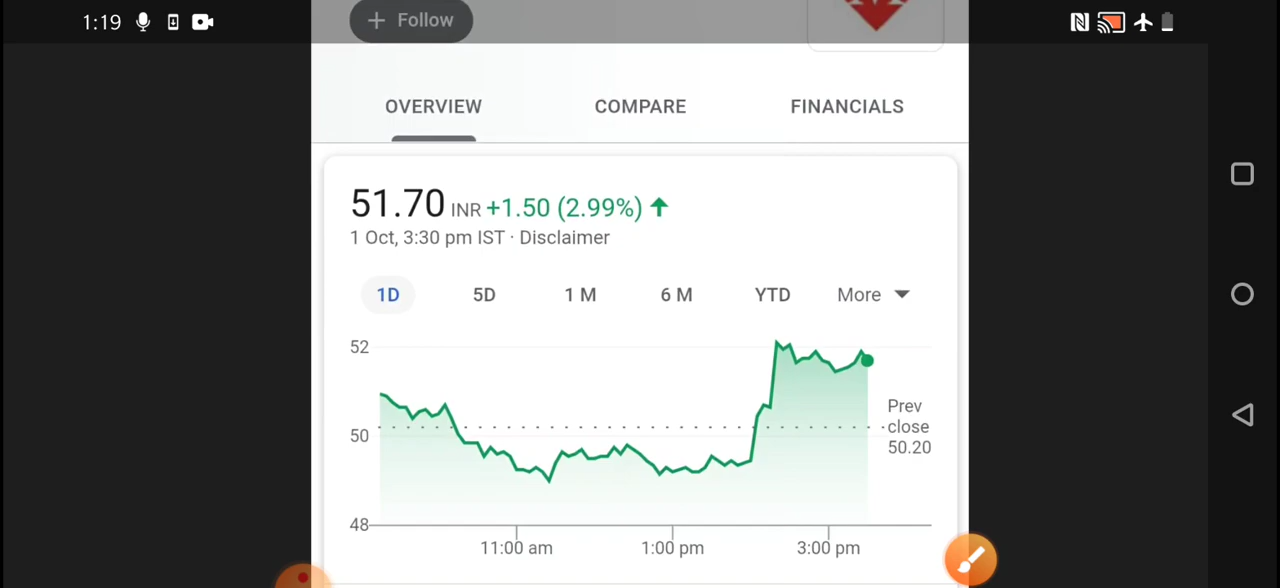 1:19
+ Follow
OVERVIEW COMPARE FINANCIALS
51.70 INR +1.50 (2.99%) ↑
1 Oct, 3:30 pm IST · Disclaimer
1D 5D 1 M 6 M YTD More
52
50
48
Prev
close
50.20
11:00 am 1:00 pm 3:00 pm